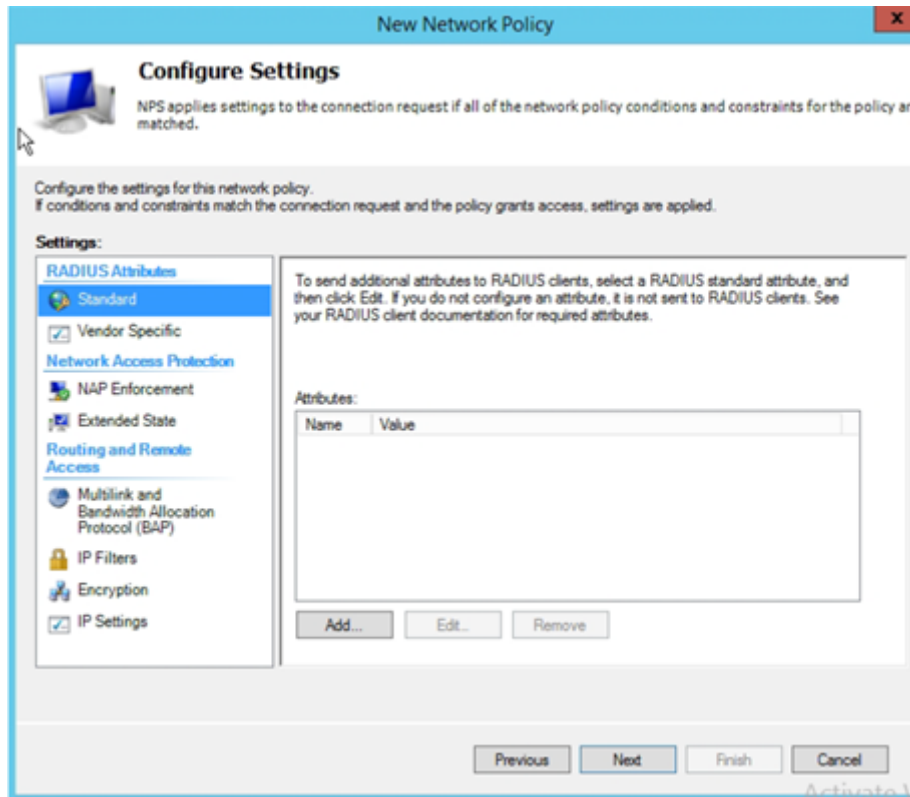 New Network Policy
x
Configure Settings
NPS applies settings to the connection request if all of the network policy conditions and constraints for the policy
matched.
Configure the settings for this network policy.
If conditions and constraints match the connection request and the policy grants access, settings are applied.
Settings:
RADIUS Attributes
Standard
Vendor Specific
Network Access Protection
NAP Enforcement
Extended State
Routing and Remote
Access
Multilink and
Bandwidth Allocation
Protocol (BAP)
IP Filters
Encryption
IP Settings
To send additional attributes to RADIUS clients, select a RADIUS standard attribute, and
then click Edit. If you do not configure an attribute, it is not sent to RADIUS clients. See
your RADIUS client documentation for required attributes.
Attributes:
Name Value
Add... Edit... Remove
Previous Next Finish Cancel
Activate